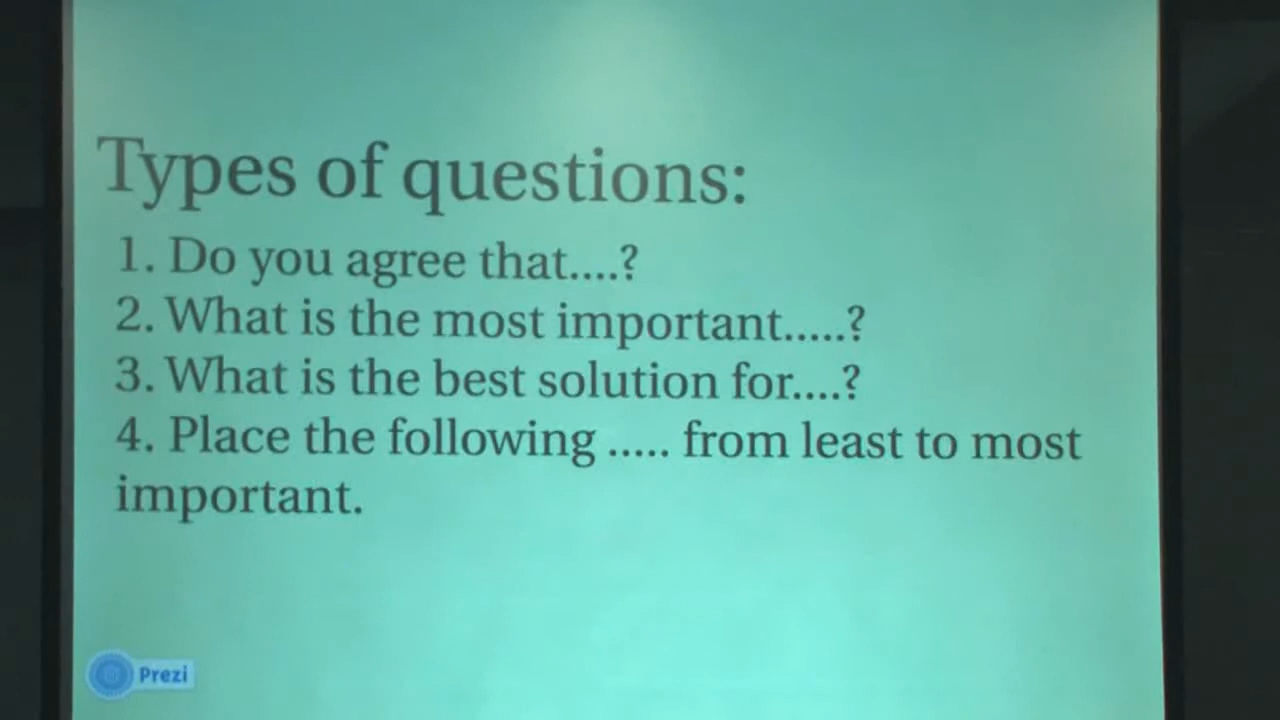 Types of questions:
1. Do you agree that....?
2. What is the most important.....?
3. What is the best solution for....?
4. Place the following ..... from least to most
important.
Prezi